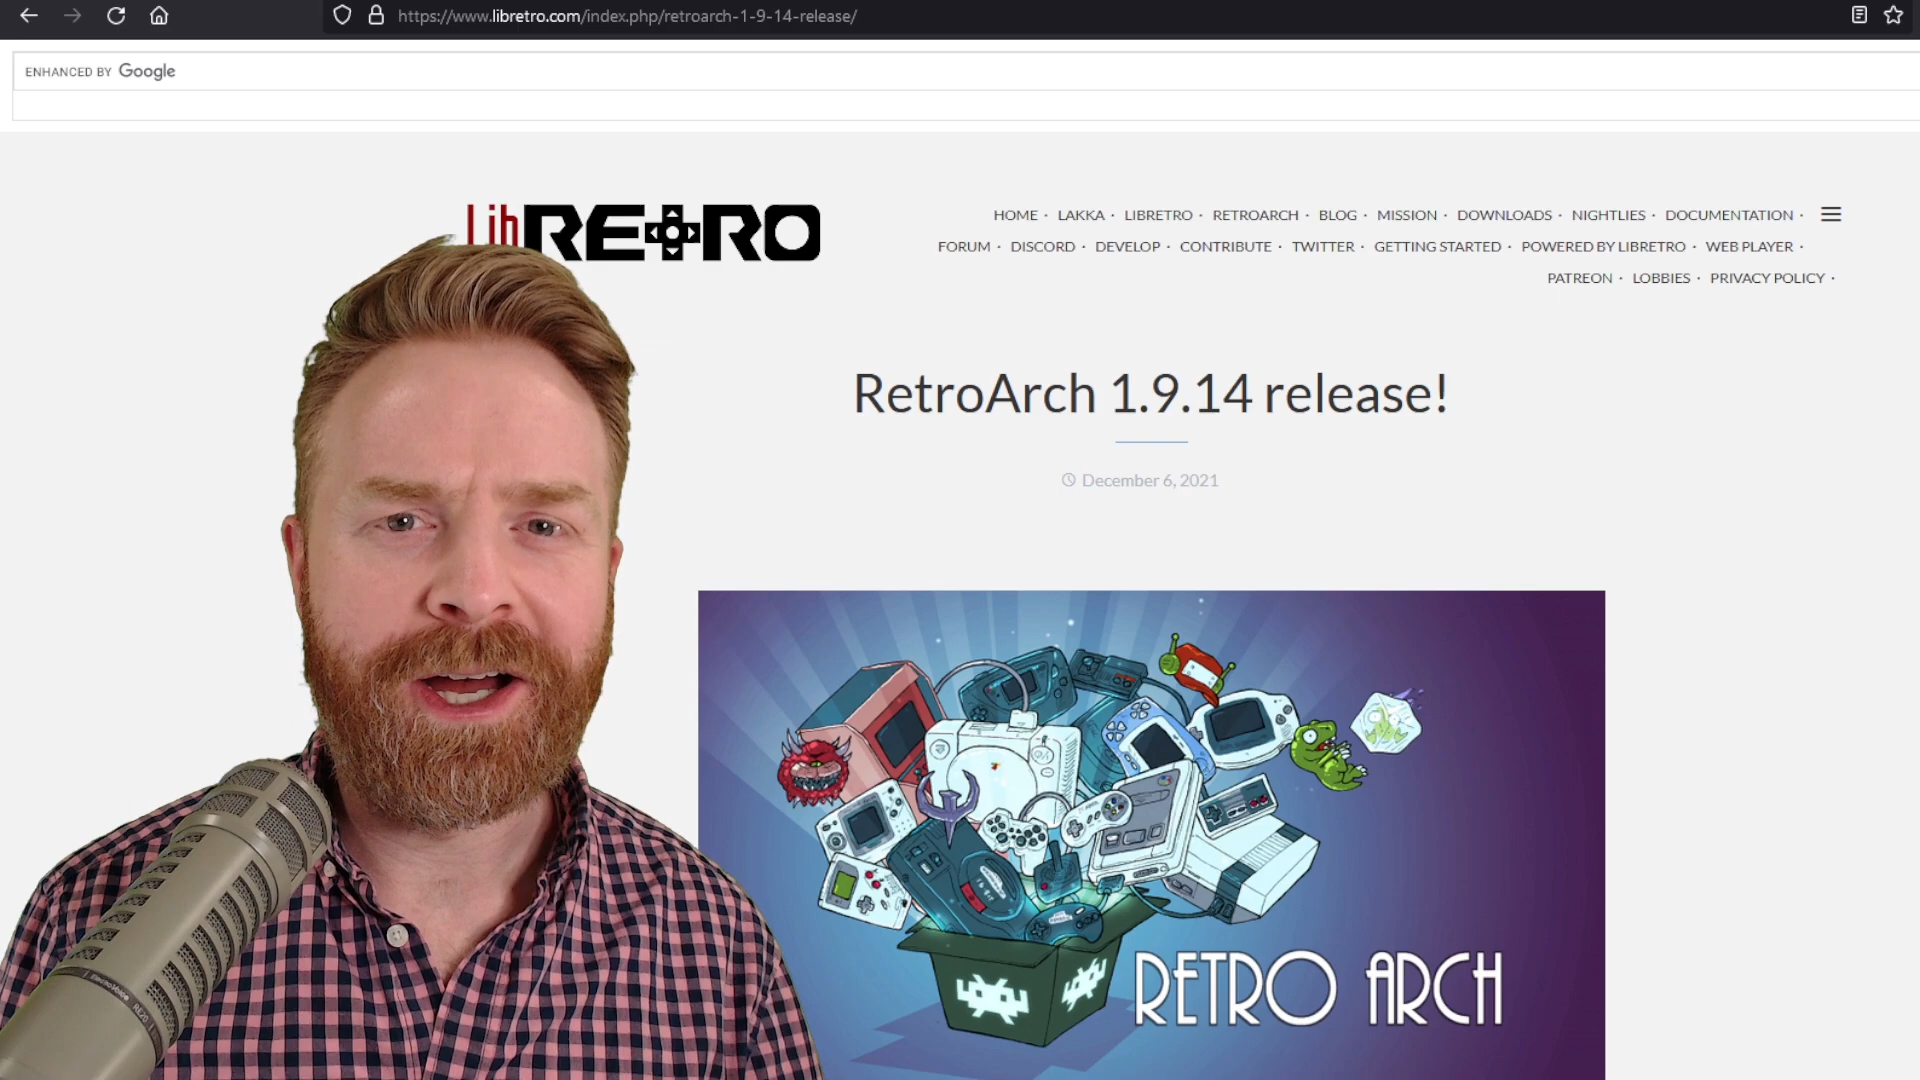 https://www.libretro.com/index.php/retroarch-1-9-14-release/
ENHANCED BY Google
LibRETRO
HOME · LAKKA · LIBRETRO · RETROARCH · BLOG · MISSION · DOWNLOADS · NIGHTLIES · DOCUMENTATION ·
FORUM · DISCORD · DEVELOP · CONTRIBUTE · TWITTER · GETTING STARTED · POWERED BY LIBRETRO · WEB PLAYER ·
PATREON · LOBBIES · PRIVACY POLICY ·
RetroArch 1.9.14 release!
December 6, 2021
RETRO ARCH
ElectroVoice RE20